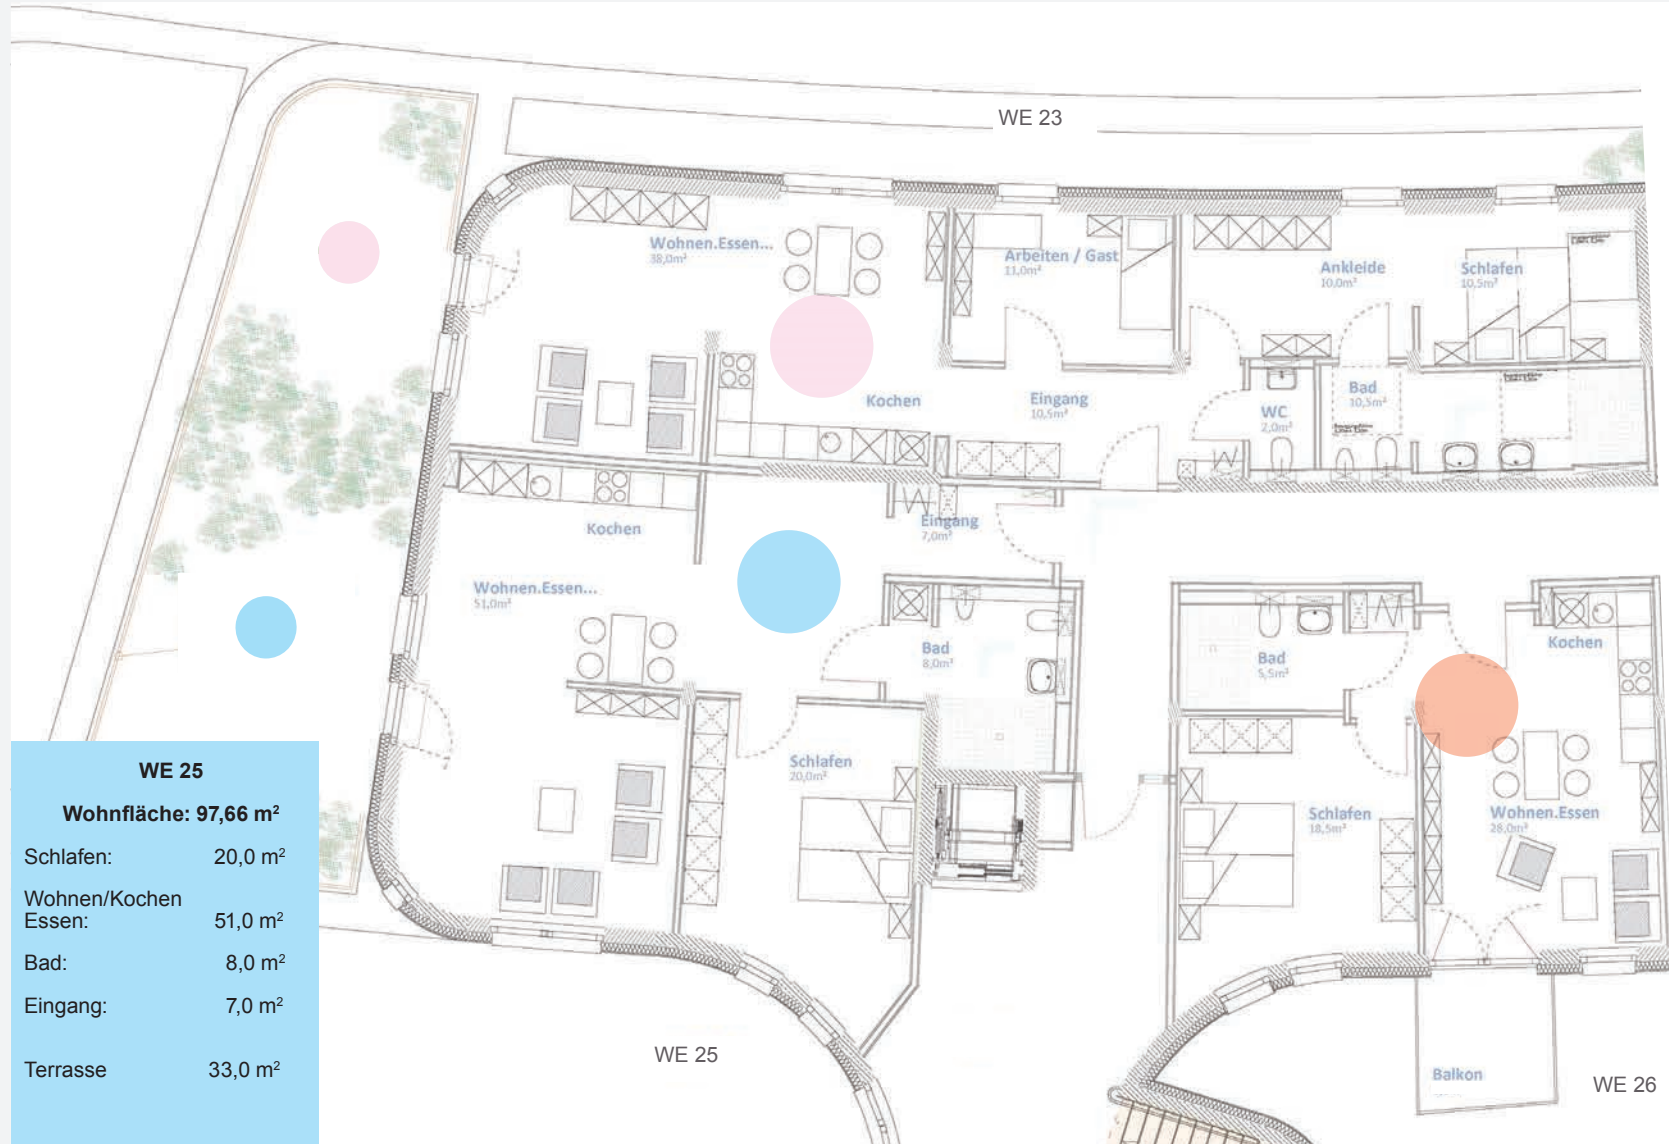 WE 23
Wohnen.Essen...
38,0m²
Arbeiten / Gast
11,0m²
Ankleide
10,0m²
Schlafen
10,5m²
Kochen
Eingang
10,5m²
WC
2,0m²
Bad
10,5m²
Kochen
Eingang
7,0m²
Wohnen.Essen...
51,0m²
Bad
8,0m²
Bad
5,5m²
Kochen
Schlafen
20,0m²
Schlafen
18,5m²
Wohnen.Essen
28,0m²
WE 25
Wohnfläche: 97,66 m²
Schlafen: 20,0 m²
Wohnen/Kochen
Essen: 51,0 m²
Bad: 8,0 m²
Eingang: 7,0 m²
Terrasse 33,0 m²
WE 25
Balkon
WE 26